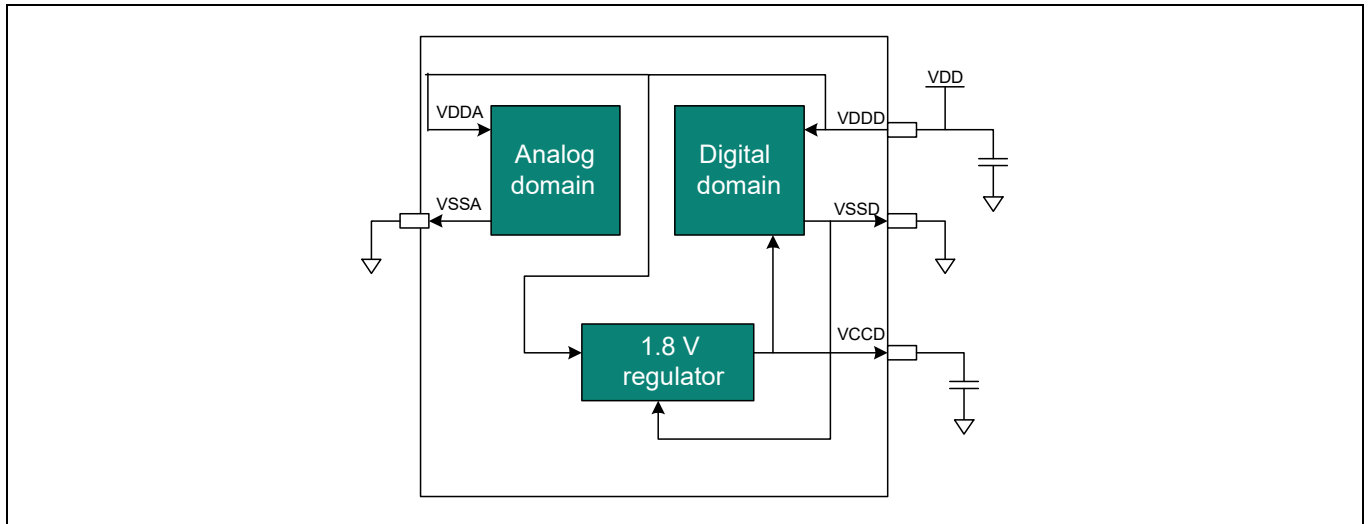 VDD
VDDA
VDDD
Analog
domain
Digital
domain
VSSA
VSSD
1.8 V
regulator
VCCD